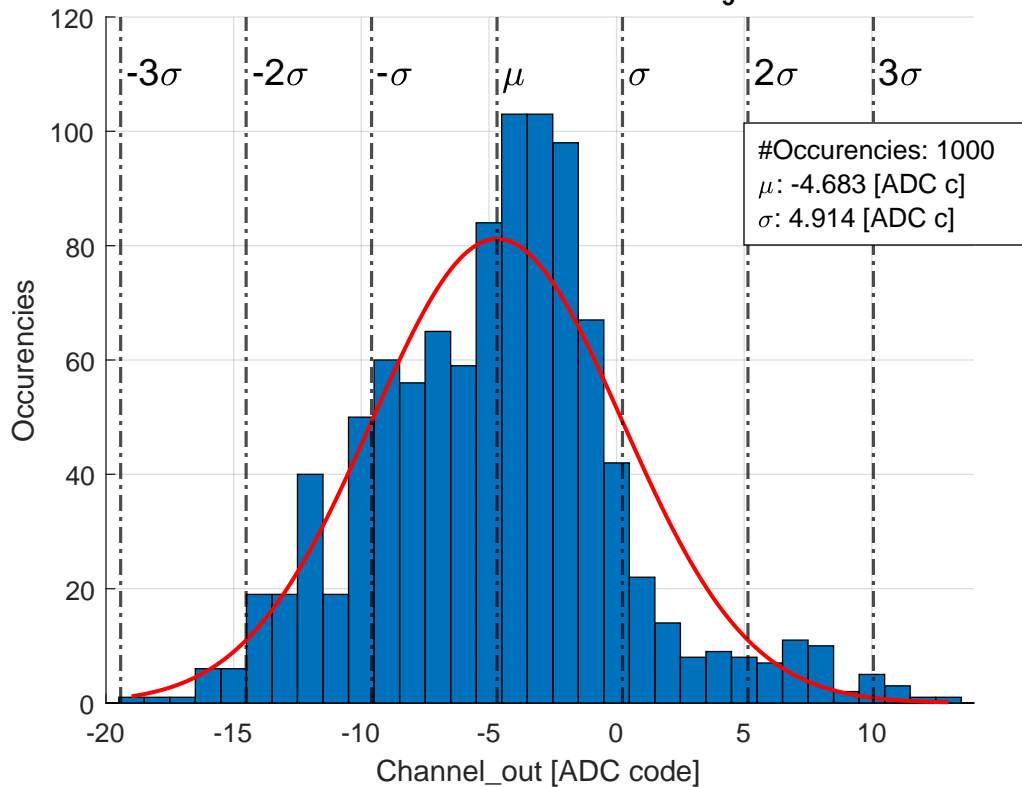 120
100
80
60
40
20
0
-3σ -2σ -σ μ σ 2σ 3σ
#Occurencies: 1000
μ: -4.683 [ADC c]
σ: 4.914 [ADC c]
Occurencies
-20 -15 -10 -5 0 5 10
Channel_out [ADC code]